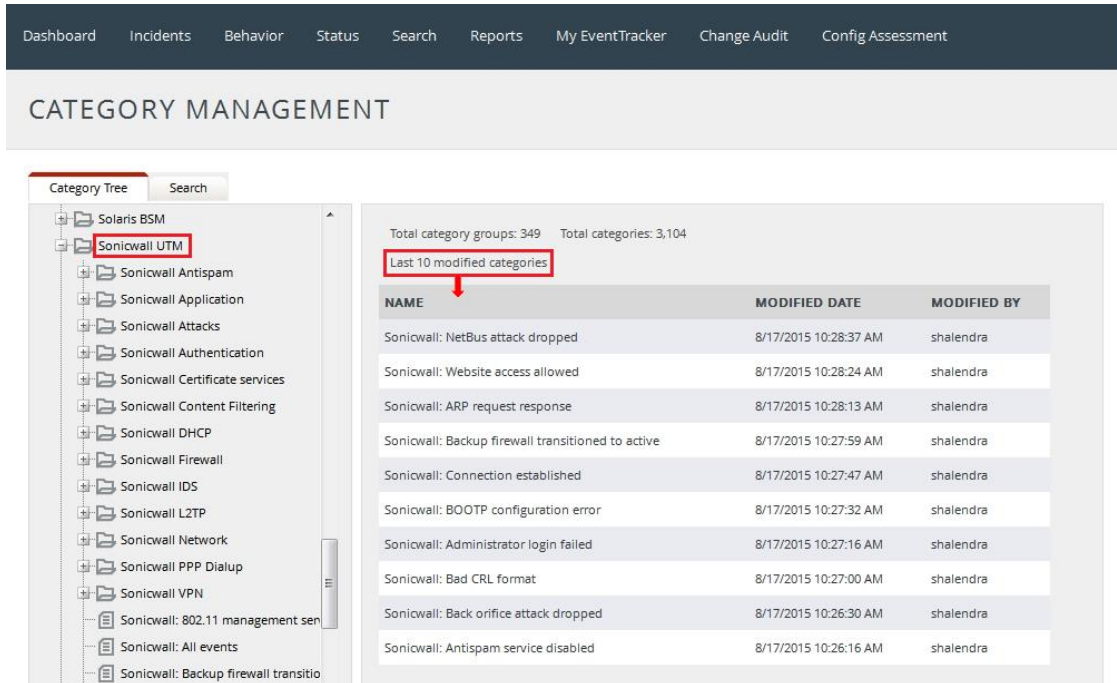 Dashboard Incidents Behavior Status Search Reports My EventTracker Change Audit Config Assessment
CATEGORY MANAGEMENT
Category Tree Search
Solaris BSM
Sonicwall UTM
Sonicwall Antispam
Sonicwall Application
Sonicwall Attacks
Sonicwall Authentication
Sonicwall Certificate services
Sonicwall Content Filtering
Sonicwall DHCP
Sonicwall Firewall
Sonicwall IDS
Sonicwall L2TP
Sonicwall Network
Sonicwall PPP Dialup
Sonicwall VPN
Sonicwall: 802.11 management
Sonicwall: All events
Sonicwall: Backup firewall transitio
Total category groups: 349 Total categories: 3,104
Last 10 modified categories
NAME MODIFIED DATE MODIFIED BY
Sonicwall: NetBus attack dropped 8/17/2015 10:28:37 AM shalendra
Sonicwall: Website access allowed 8/17/2015 10:28:24 AM shalendra
Sonicwall: ARP request response 8/17/2015 10:28:13 AM shalendra
Sonicwall: Backup firewall transitioned to active 8/17/2015 10:27:59 AM shalendra
Sonicwall: Connection established 8/17/2015 10:27:47 AM shalendra
Sonicwall: BOOTP configuration error 8/17/2015 10:27:32 AM shalendra
Sonicwall: Administrator login failed 8/17/2015 10:27:16 AM shalendra
Sonicwall: Bad CRL format 8/17/2015 10:27:00 AM shalendra
Sonicwall: Back orifice attack dropped 8/17/2015 10:26:30 AM shalendra
Sonicwall: Antispam service disabled 8/17/2015 10:26:16 AM shalendra